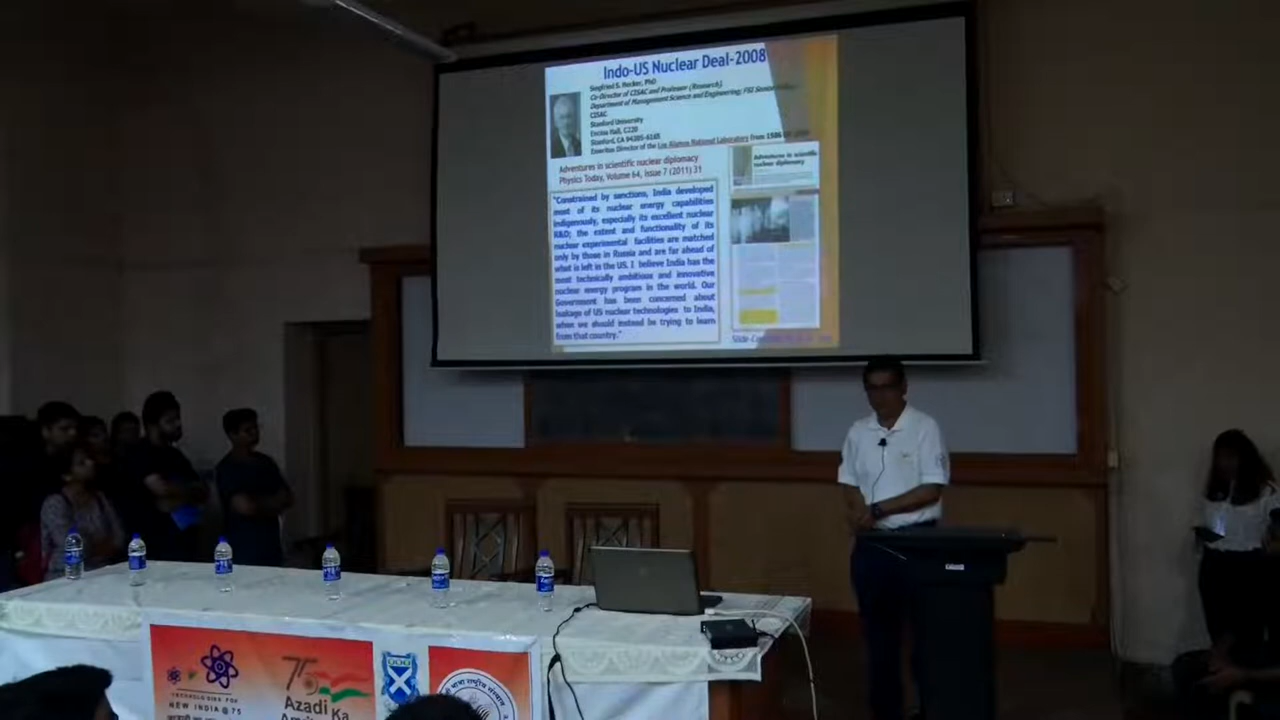 Indo-US Nuclear Deal-2008
Siegfried S. Hecker, PhD
Co-Director of CISAC and Professor (Research)
Department of Management Science and Engineering; FSI Senior
CISAC
Stanford University
Encina Hall, C220
Stanford, CA 94305-6165
Emeritus Director of the Los Alamos National Laboratory from 1986
Adventures in scientific nuclear diplomacy
Physics Today, Volume 64, Issue 7 (2011) 31
Adventures in scientific
nuclear diplomacy
"Constrained by sanctions, India developed
most of its nuclear energy capabilities
indigenously, especially its excellent nuclear
R&D; the extent and functionality of its
nuclear experimental facilities are matched
only by those in Russia and are far ahead of
what is left in the US. I believe India has the
most technically ambitious and innovative
nuclear energy program in the world. Our
Government has been concerned about
leakage of US nuclear technologies to India,
when we should instead be trying to learn
from that country."
TECHNOLOGIES FOR
NEW INDIA @ 75
75
Azadi Ka